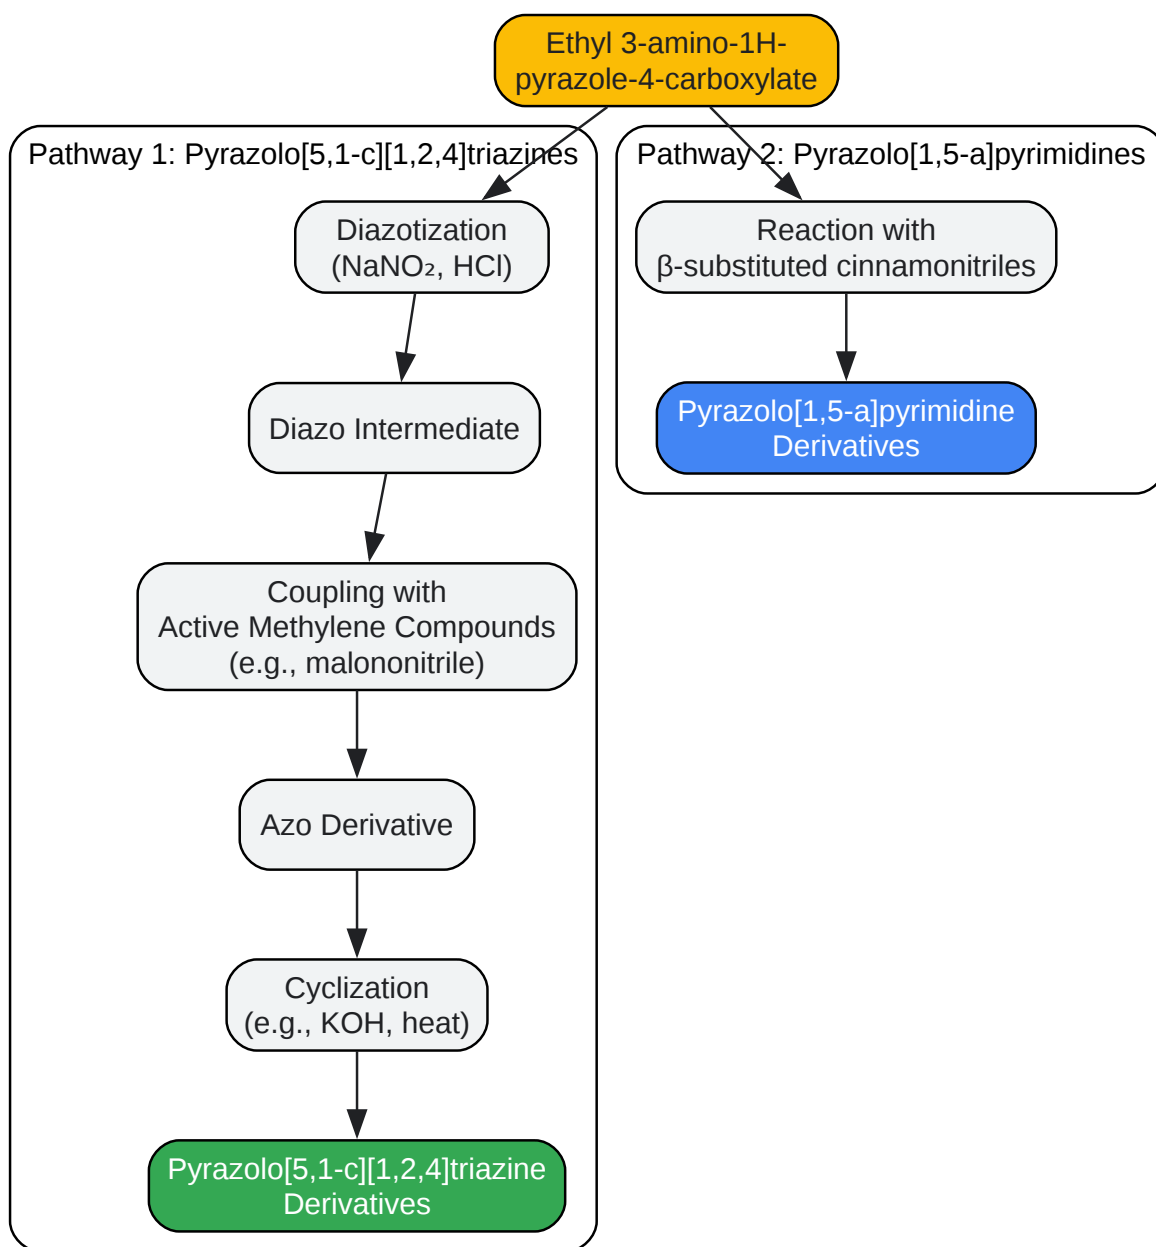 Ethyl 3-amino-1H-
pyrazole-4-carboxylate
Pathway 1: Pyrazolo[5,1-c][1,2,4]triazines
Diazotization
(NaNO₂, HCl)
Diazo Intermediate
Coupling with
Active Methylene Compounds
(e.g., malononitrile)
Azo Derivative
Cyclization
(e.g., KOH, heat)
Pyrazolo[5,1-c][1,2,4]triazine
Derivatives
Pathway 2: Pyrazolo[1,5-a]pyrimidines
Reaction with
β-substituted cinnamonitriles
Pyrazolo[1,5-a]pyrimidine
Derivatives